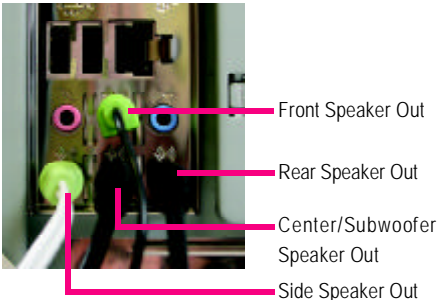 Front Speaker Out
Rear Speaker Out
Center/Subwoofer
Speaker Out
Side Speaker Out